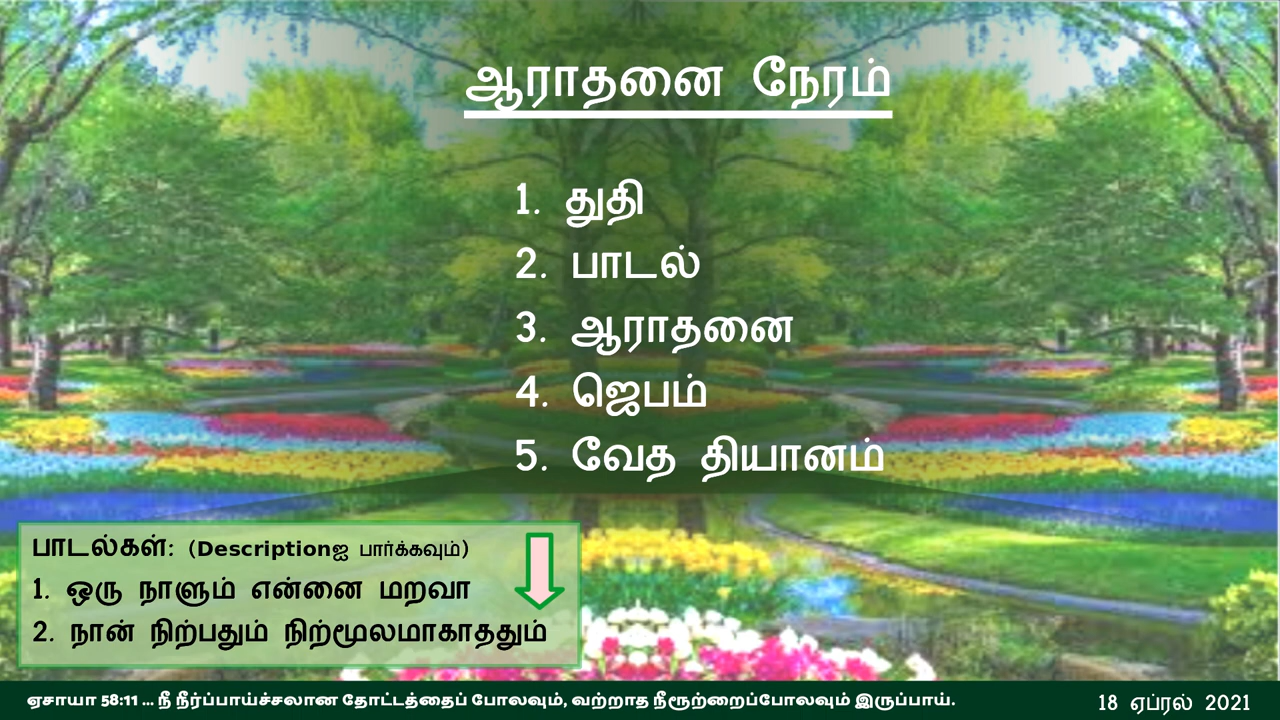 ஆராதனை நேரம்
1. துதி
2. பாடல்
3. ஆராதனை
4. ஜெபம்
5. வேத தியானம்
பாடல்கள்: (Descriptionஐ பார்க்கவும்)
1. ஒரு நாளும் என்னை மறவா
2. நான் நிற்பதும் நிற்மூலமாகாததும்
ஏசாயா 58:11 ... நீ நீர்ப்பாய்ச்சலான தோட்டத்தைப் போலவும், வற்றாத நீரூற்றைப்போலவும் இருப்பாய்.
18 ஏப்ரல் 2021